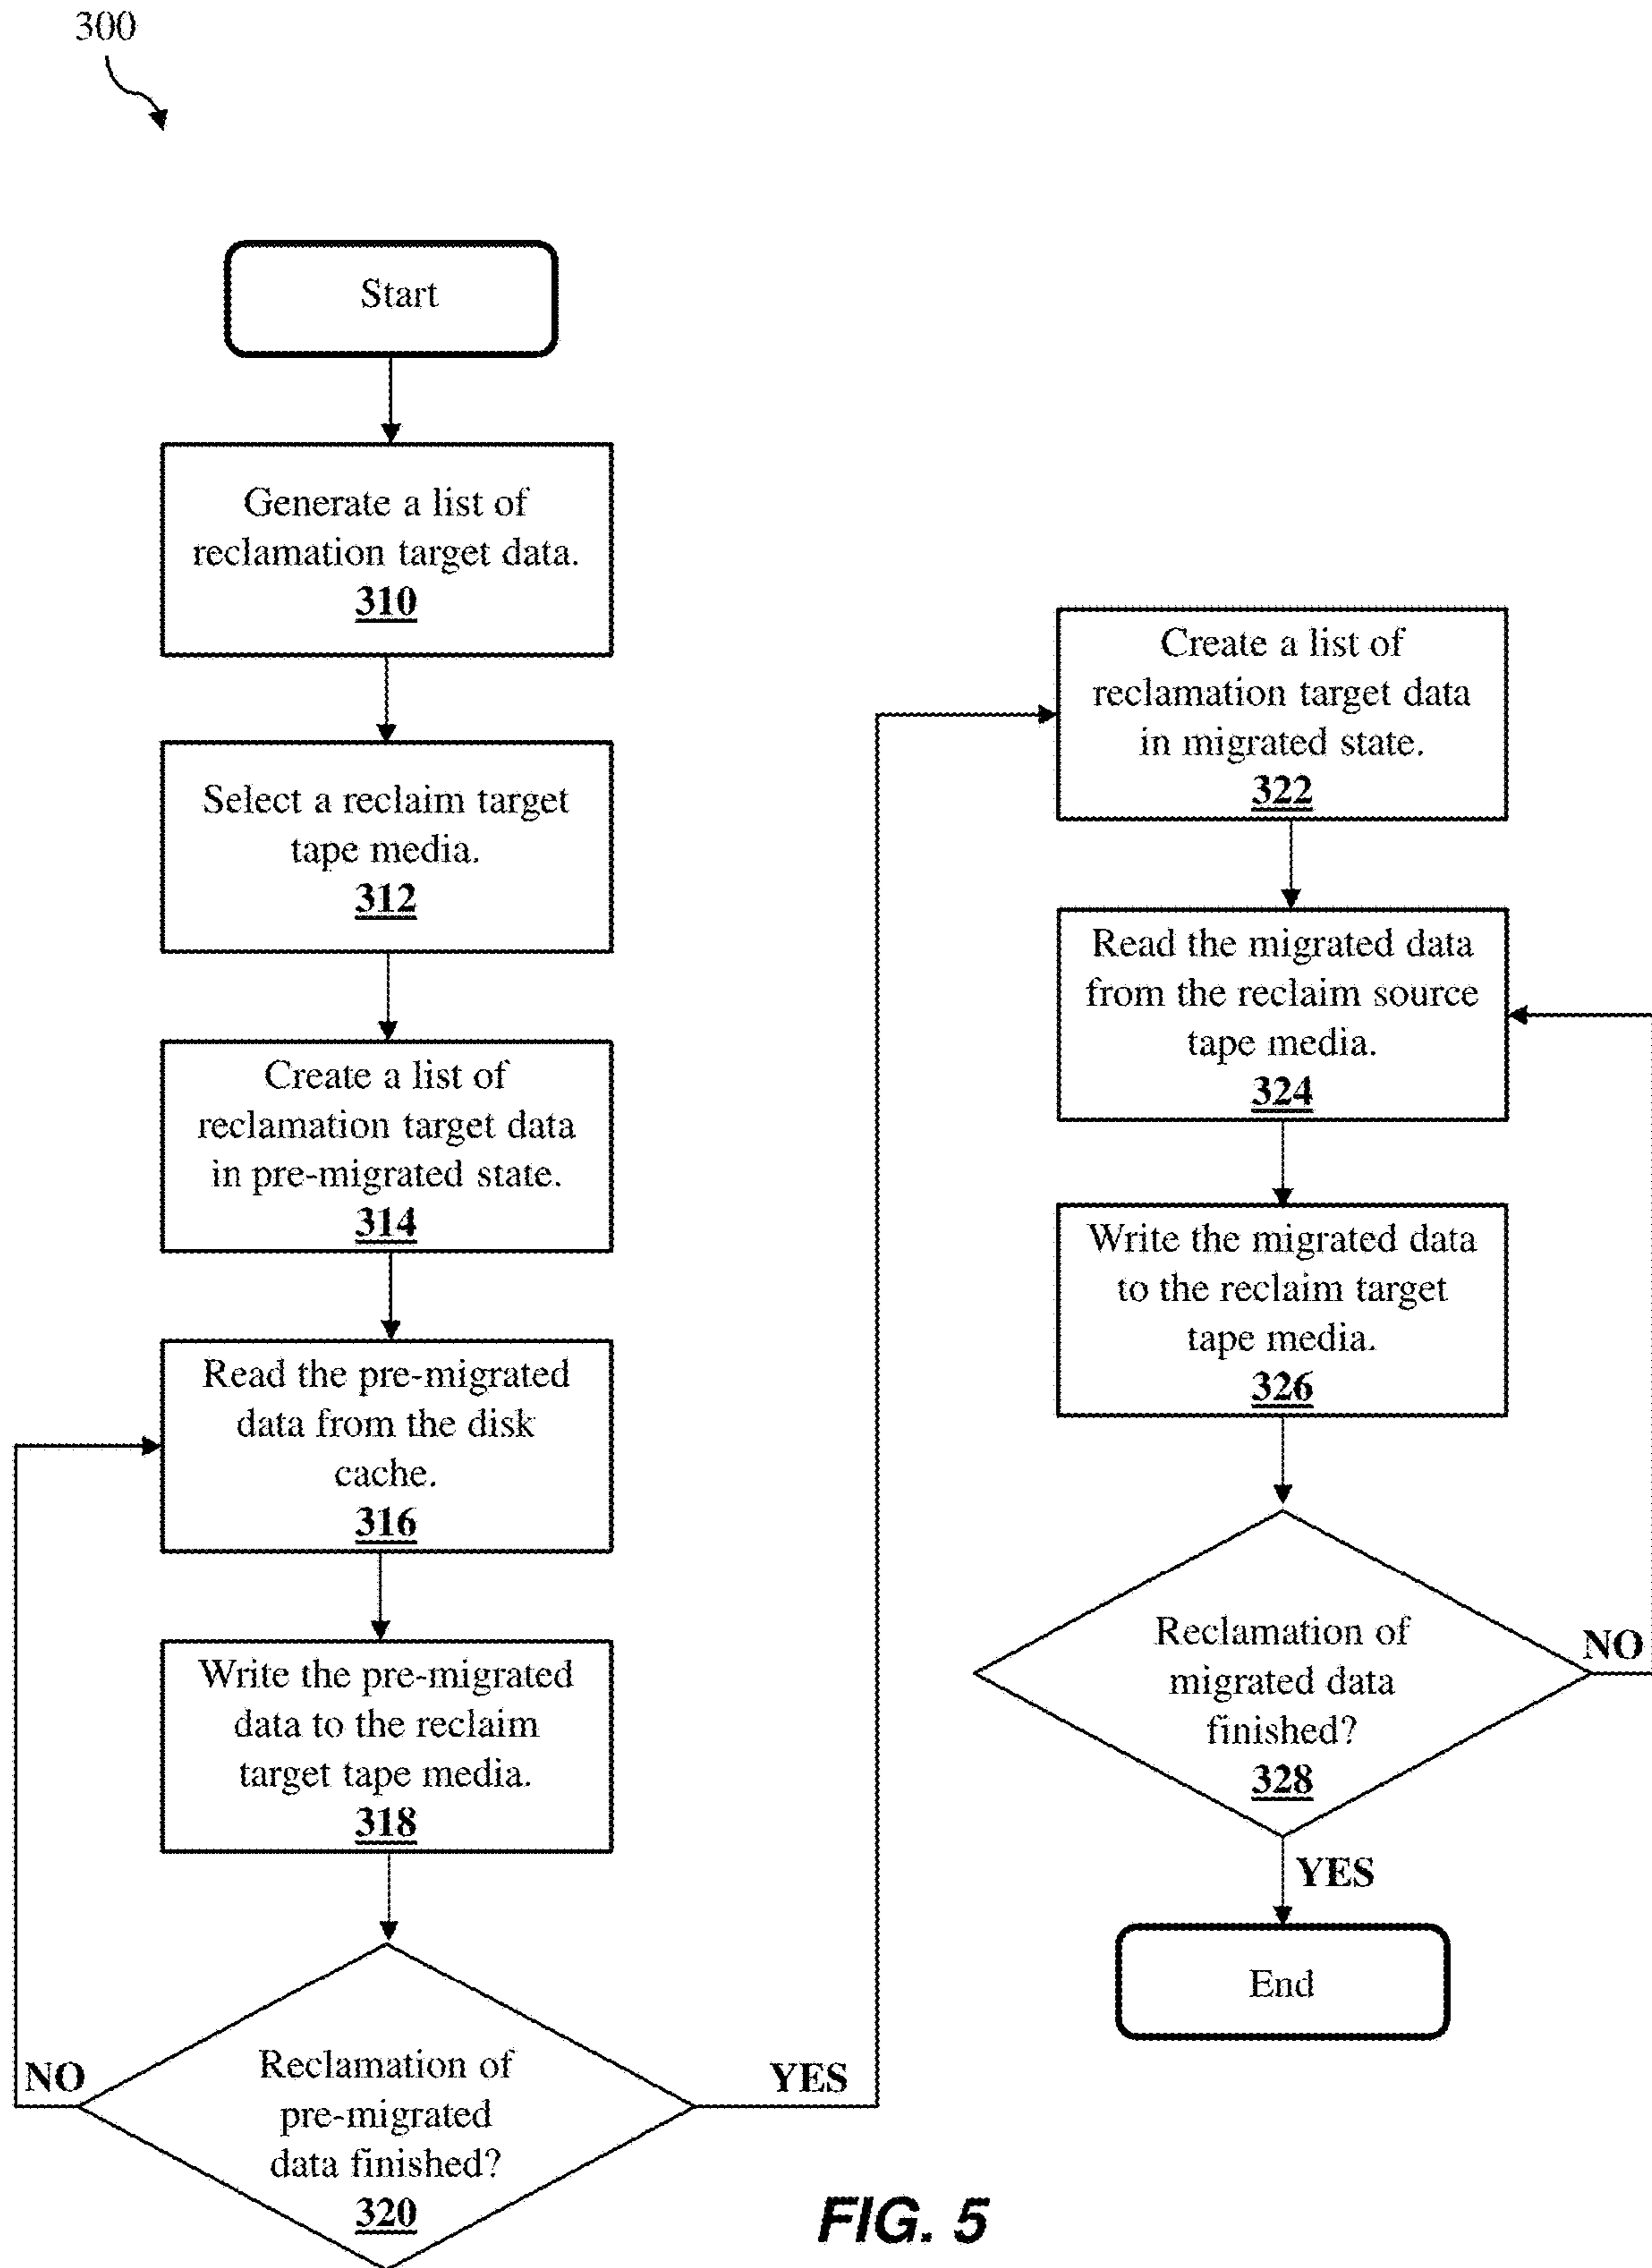 300
Start
Generate a list of
reclamation target data.
310
Select a reclaim target
tape media.
312
Create a list of
reclamation target data
in pre-migrated state.
314
Read the pre-migrated
data from the disk
cache.
316
Write the pre-migrated
data to the reclaim
target tape media.
318
NO
Reclamation of
pre-migrated
data finished?
320
YES
Create a list of
reclamation target data
in migrated state.
322
Read the migrated data
from the reclaim source
tape media.
324
Write the migrated data
to the reclaim target
tape media.
326
Reclamation of
migrated data
finished?
328
NO
YES
End
FIG. 5